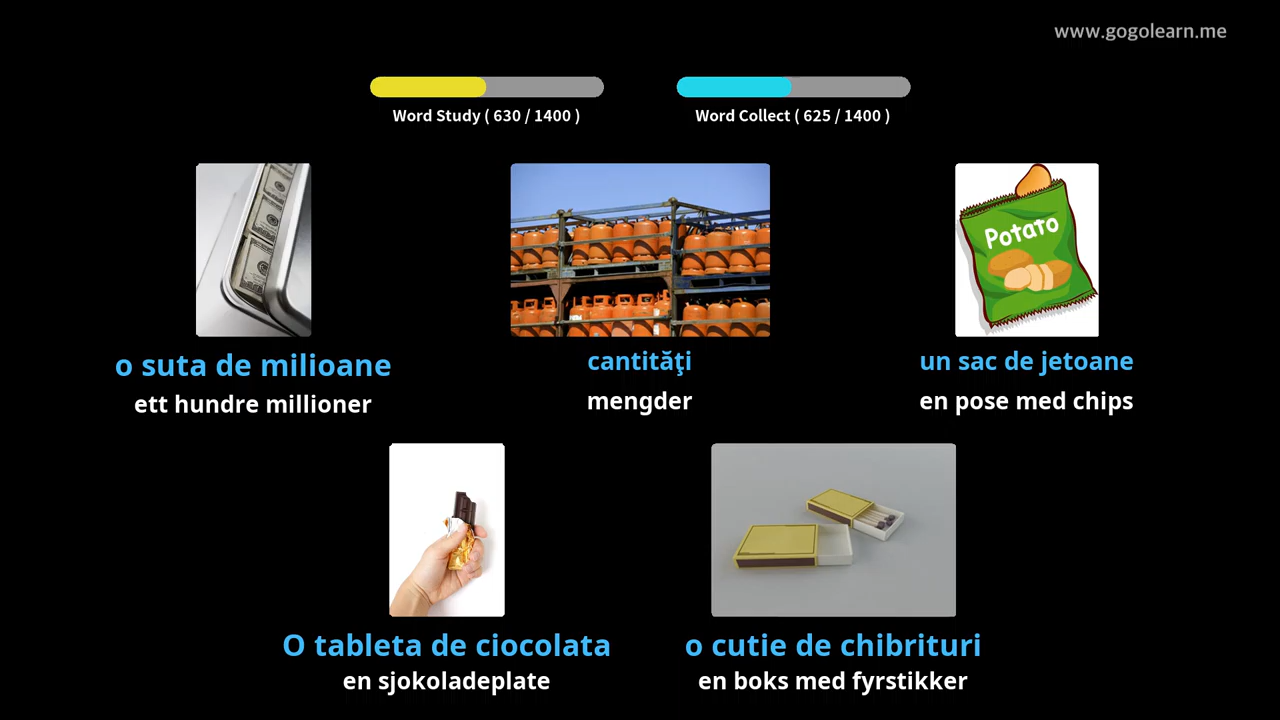 www.gogolearn.me
Word Study ( 630 / 1400 )
Word Collect ( 625 / 1400 )
Potato
o suta de milioane
ett hundre millioner
cantităţi
mengder
un sac de jetoane
en pose med chips
O tableta de ciocolata
en sjokoladeplate
o cutie de chibrituri
en boks med fyrstikker